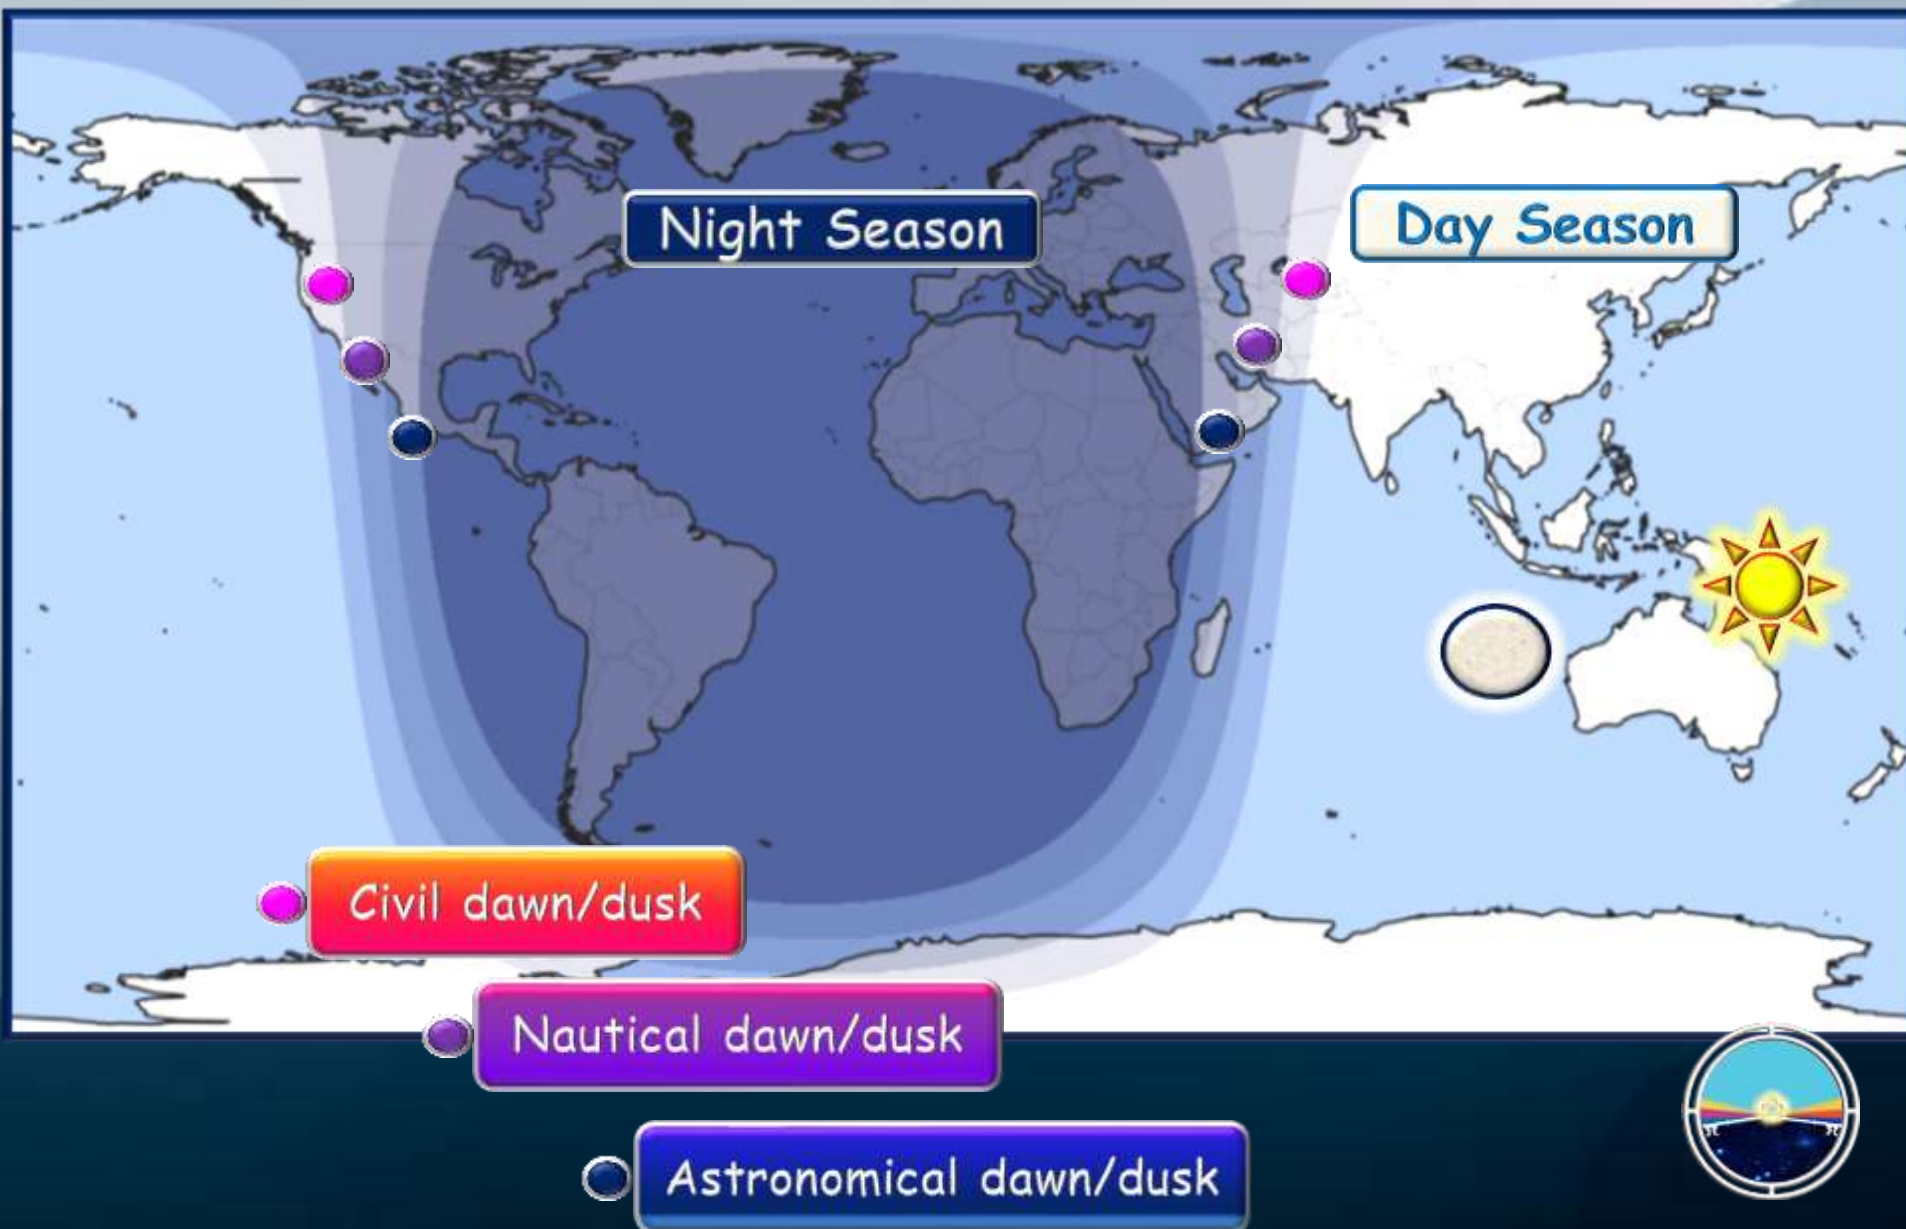 Night Season
Day Season
Civil dawn/dusk
Nautical dawn/dusk
Astronomical dawn/dusk